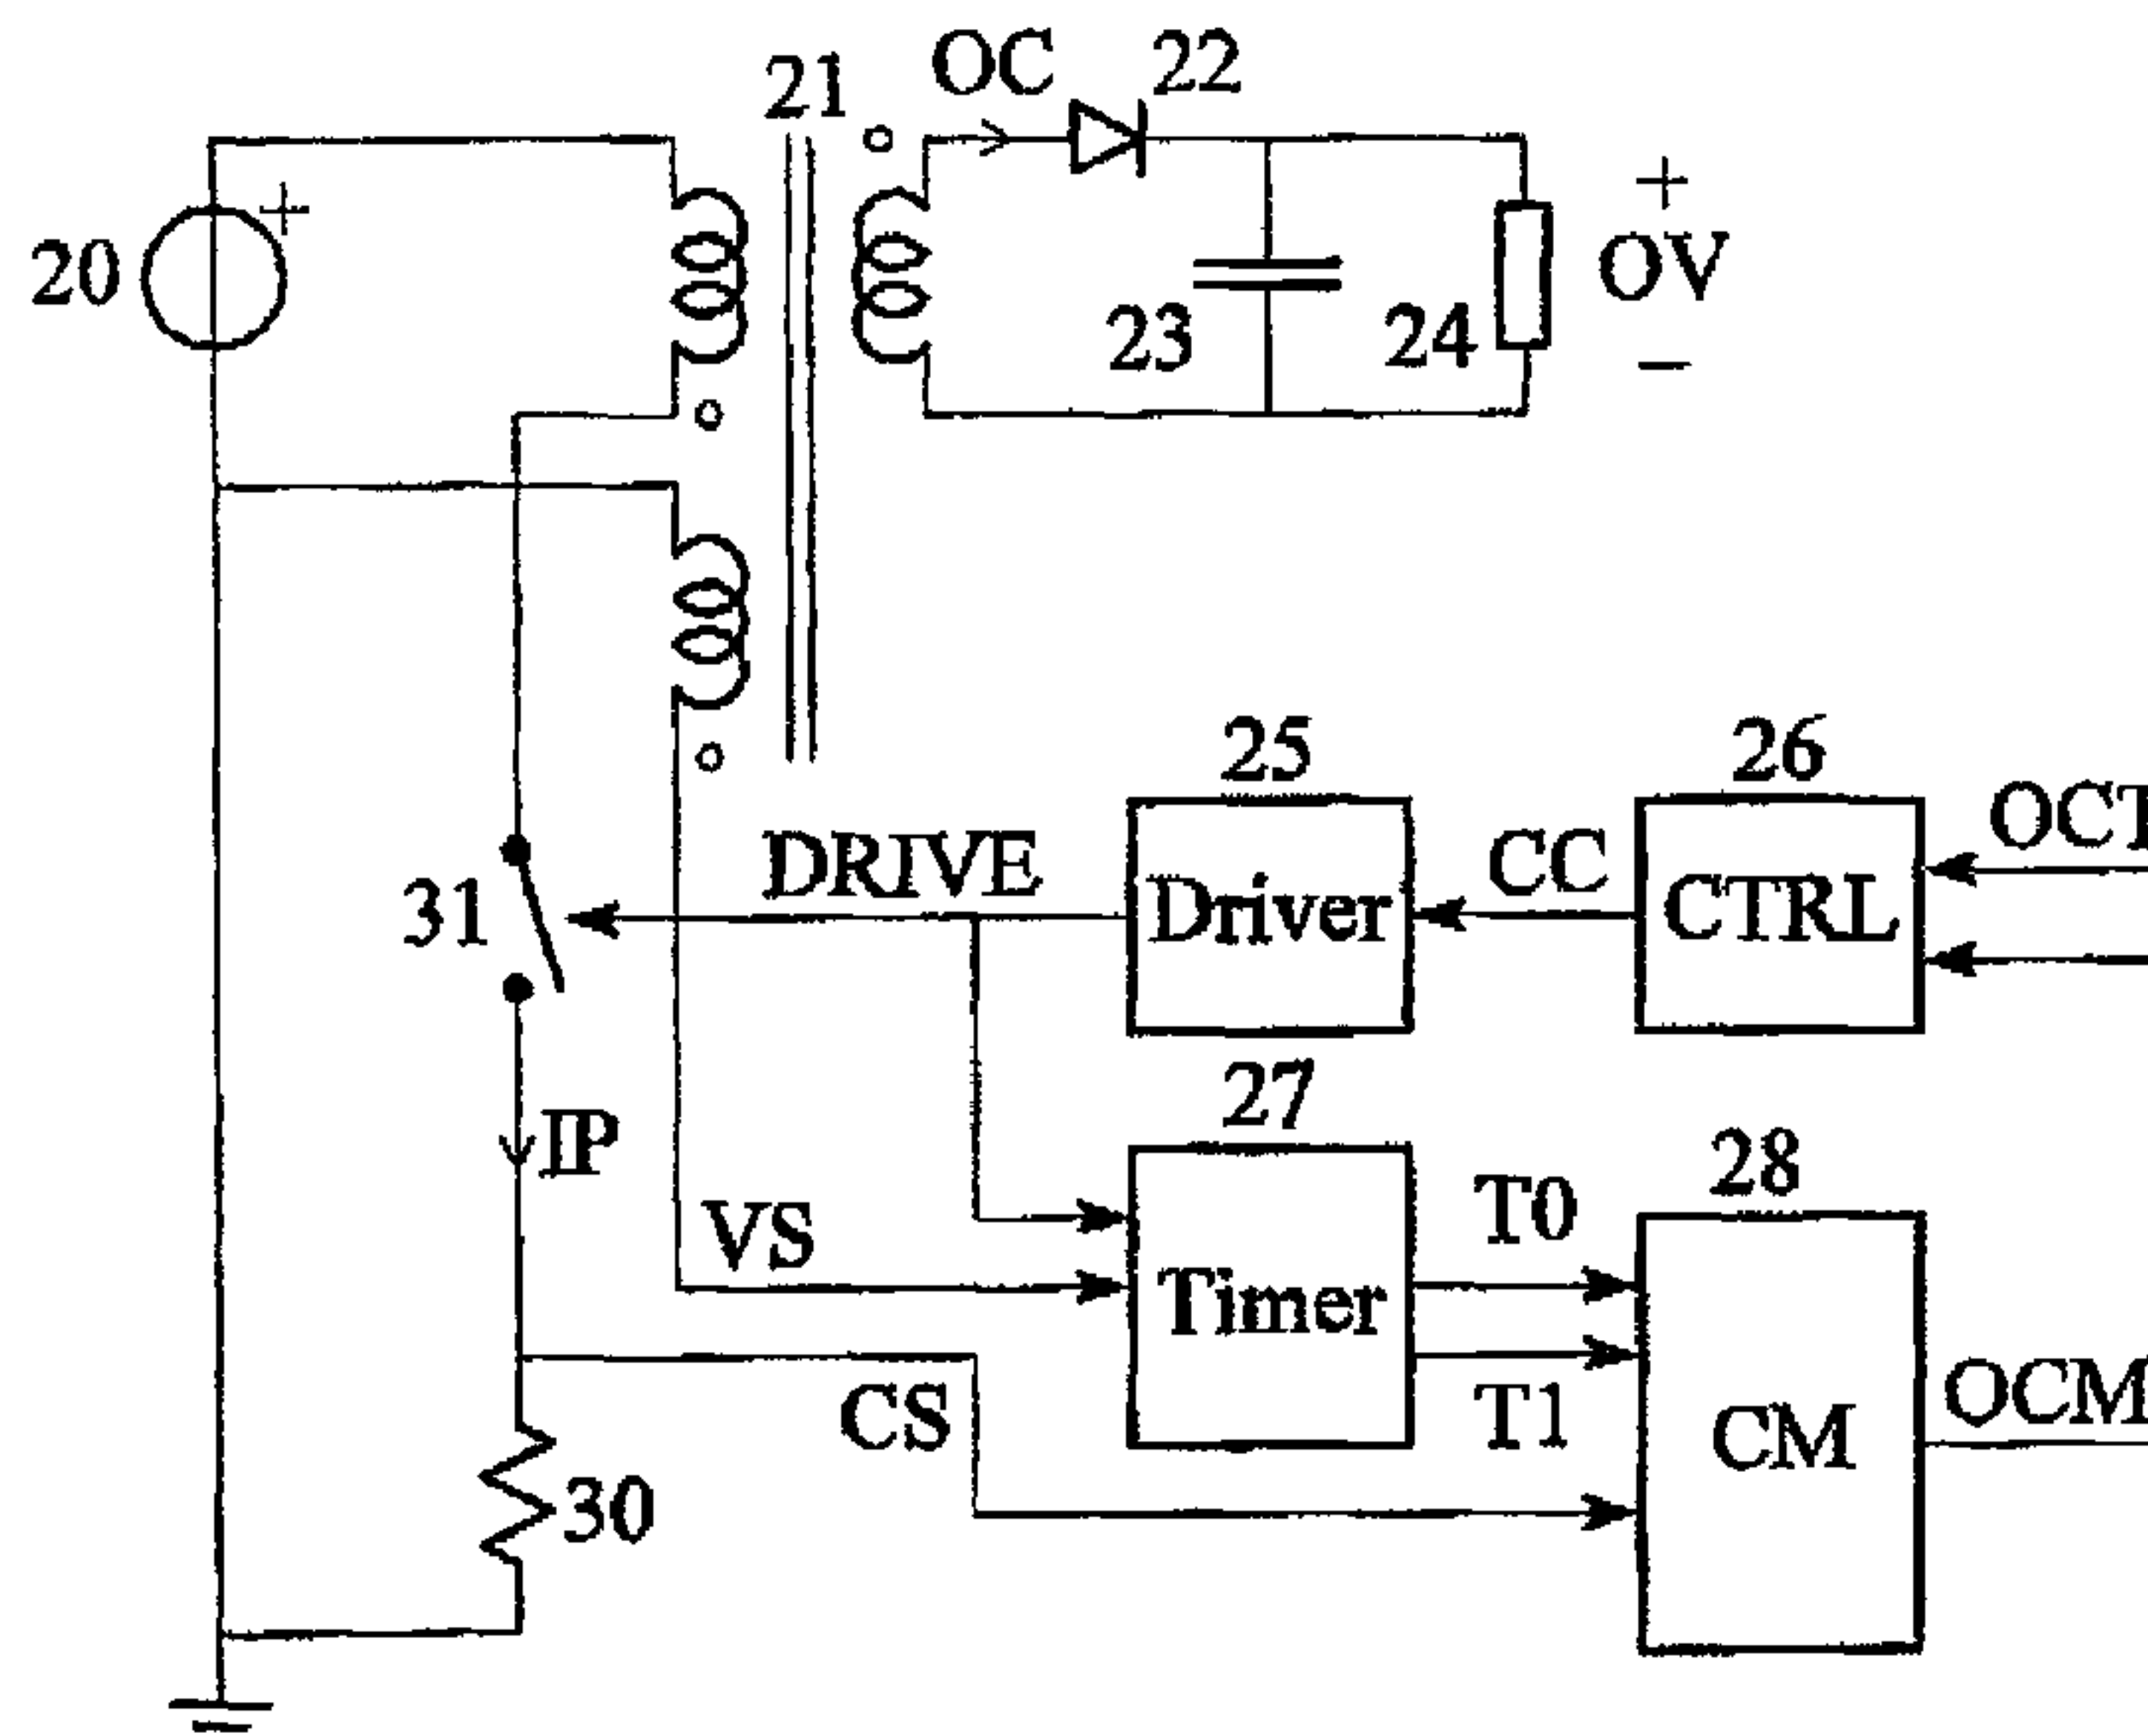 21
OC
22
+
+
20
OV
23
24
−
25
26
OCT
DRIVE
CC
31
Driver
CTRL
27
IP
28
VS
T0
Timer
OCM
CS
T1
CM
30